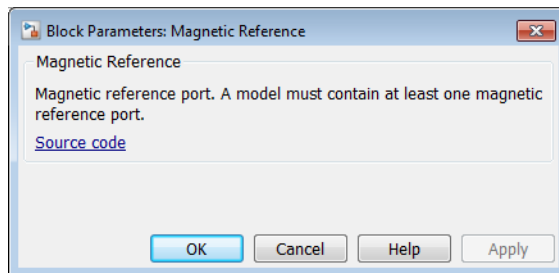 Block Parameters: Magnetic Reference
Magnetic Reference
Magnetic reference port. A model must contain at least one magnetic
reference port.
Source code
OK Cancel Help Apply